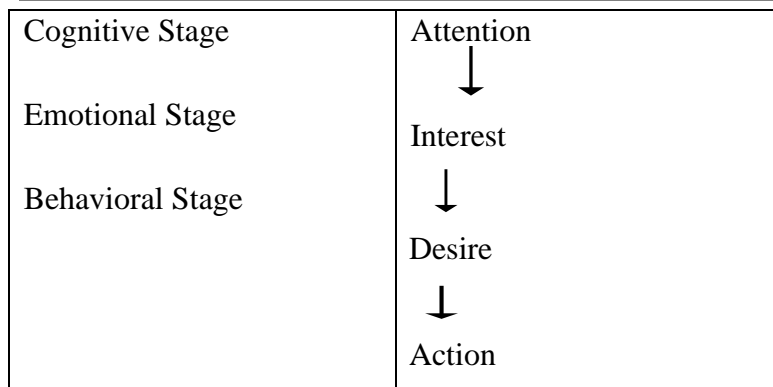 Cognitive Stage
Emotional Stage
Behavioral Stage
Attention
Interest
Desire
Action